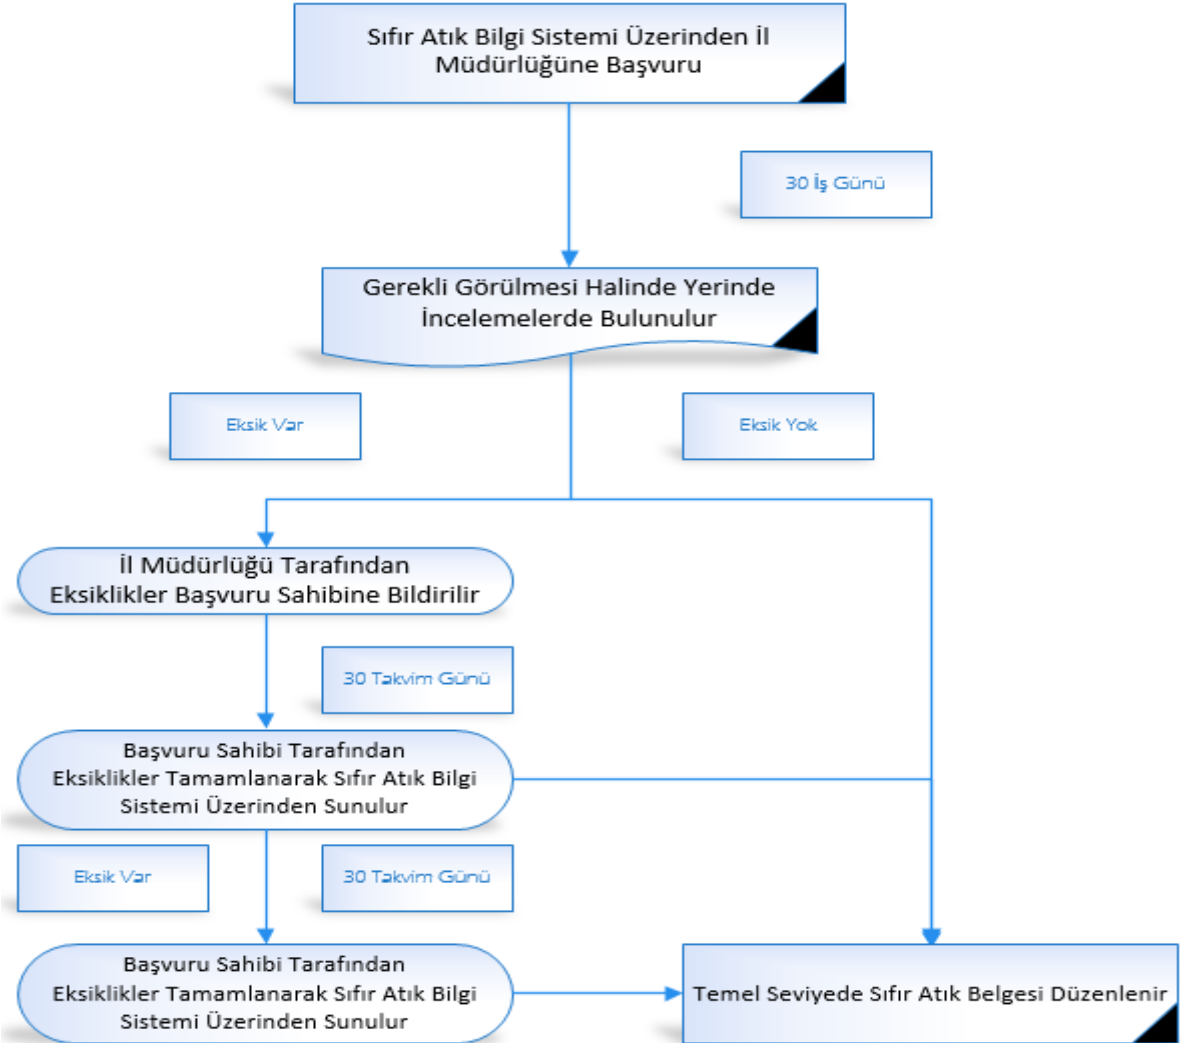 Sıfır Atık Bilgi Sistemi Üzerinden İl
Müdürlüğüne Başvuru
30 İş Günü
Gerekli Görülmesi Halinde Yerinde
İncelemelerde Bulunulur
Eksik Var
Eksik Yok
İl Müdürlüğü Tarafından
Eksiklikler Başvuru Sahibine Bildirilir
30 Takvim Günü
Başvuru Sahibi Tarafından
Eksiklikler Tamamlanarak Sıfır Atık Bilgi
Sistemi Üzerinden Sunulur
Eksik Var
30 Takvim Günü
Başvuru Sahibi Tarafından
Eksiklikler Tamamlanarak Sıfır Atık Bilgi
Sistemi Üzerinden Sunulur
Temel Seviyede Sıfır Atık Belgesi Düzenlenir